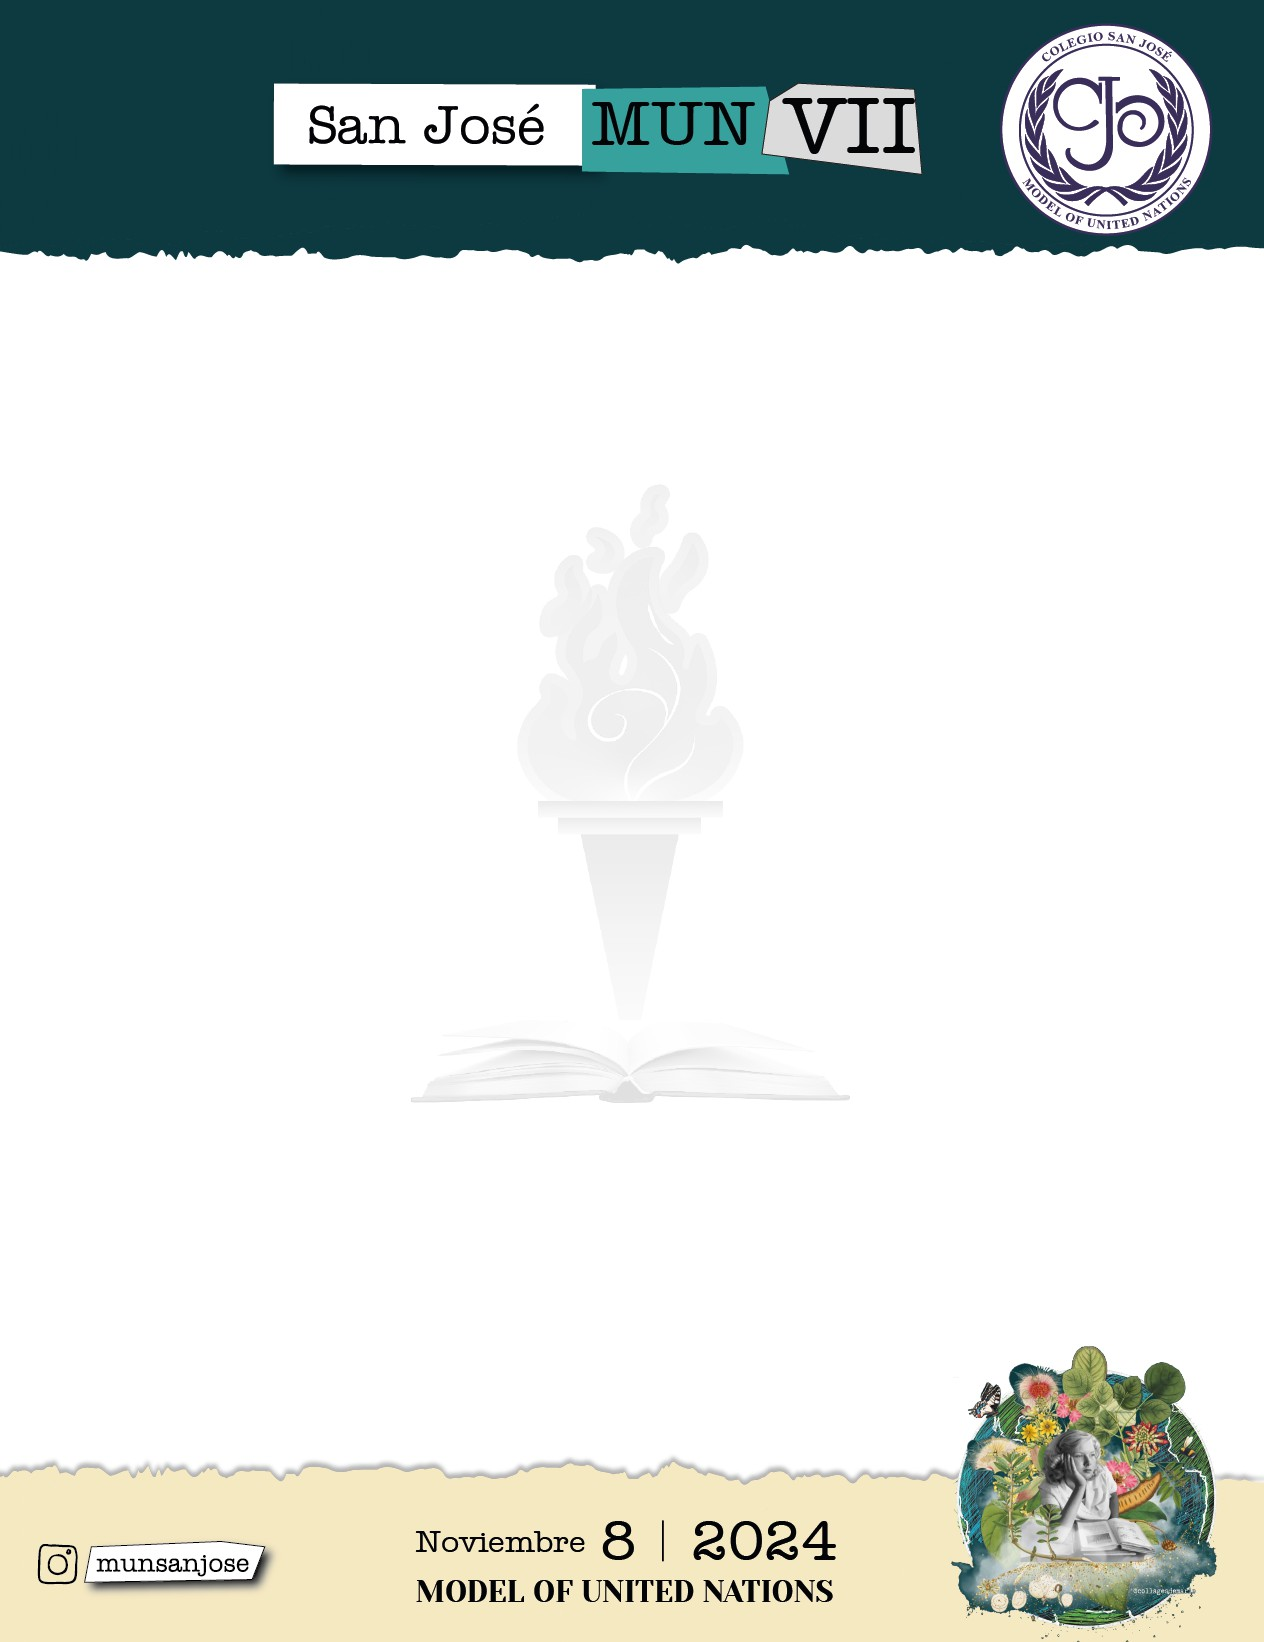 San José MUN VII
COLEGIO SAN JOSÉ
CJS
MODEL OF UNITED NATIONS
Noviembre 8 | 2024
munsanjose
MODEL OF UNITED NATIONS